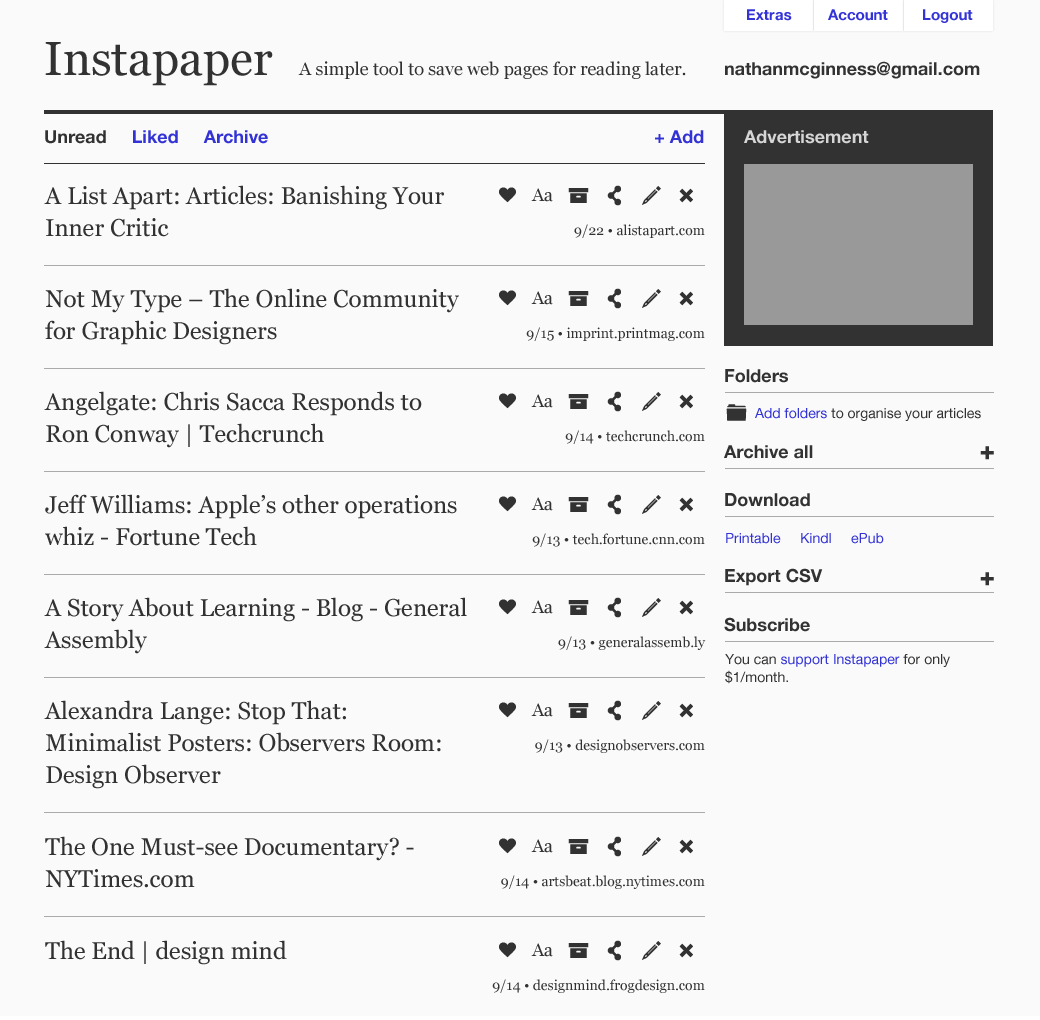 Extras Account Logout
Instapaper A simple tool to save web pages for reading later. nathanmcginness@gmail.com
Unread Liked Archive + Add
A List Apart: Articles: Banishing Your
Inner Critic
Aa
9/22 • alistapart.com
Not My Type – The Online Community
for Graphic Designers
Aa
9/15 • imprint.printmag.com
Angelgate: Chris Sacca Responds to
Ron Conway | Techcrunch
Aa
9/14 • techcrunch.com
Jeff Williams: Apple’s other operations
whiz - Fortune Tech
Aa
9/13 • tech.fortune.cnn.com
A Story About Learning - Blog - General
Assembly
Aa
9/13 • generalassemb.ly
Alexandra Lange: Stop That:
Minimalist Posters: Observers Room:
Design Observer
Aa
9/13 • designobservers.com
The One Must-see Documentary? -
NYTimes.com
Aa
9/14 • artsbeat.blog.nytimes.com
The End | design mind
Aa
9/14 • designmind.frogdesign.com
Advertisement
Folders
Add folders to organise your articles
Archive all
Download
Printable Kindl ePub
Export CSV
Subscribe
You can support Instapaper for only
$1/month.